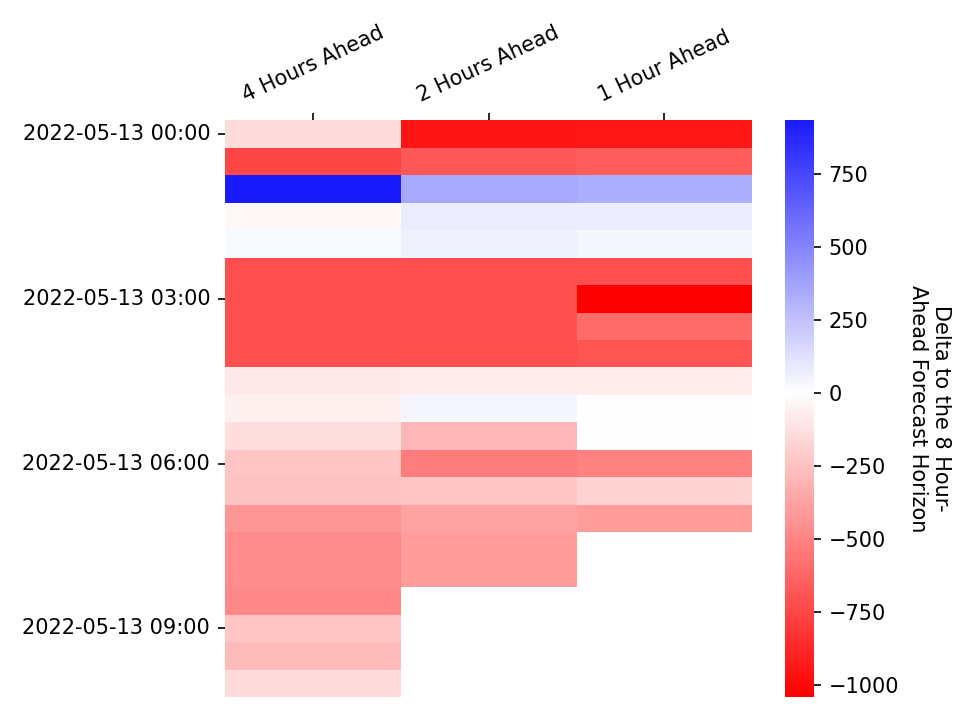 4 Hours Ahead
2 Hours Ahead
1 Hour Ahead
2022-05-13 00:00
2022-05-13 03:00
2022-05-13 06:00
2022-05-13 09:00
750
500
250
0
−250
−500
−750
−1000
Delta to the 8 Hour-
Ahead Forecast Horizon